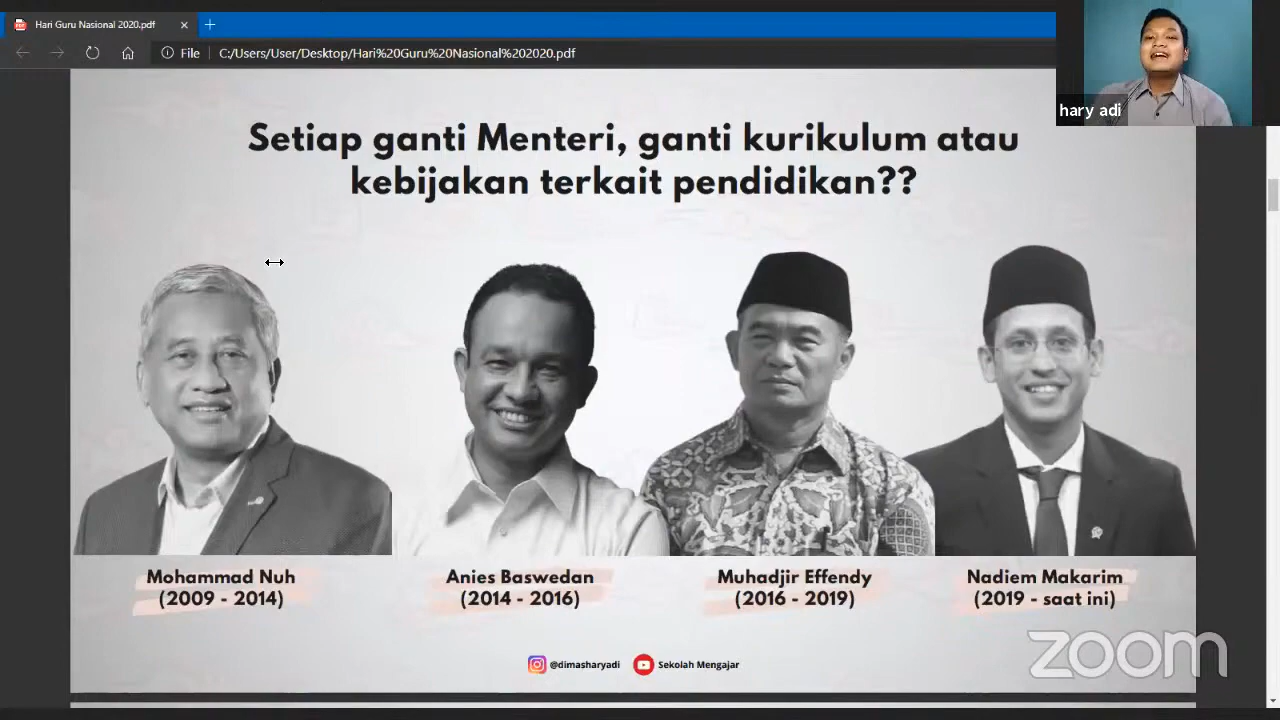 Hari Guru Nasional 2020.pdf
File C:/Users/User/Desktop/Hari%20Guru%20Nasional%202020.pdf
hary adi
Setiap ganti Menteri, ganti kurikulum atau
kebijakan terkait pendidikan??
Mohammad Nuh
(2009 - 2014)
Anies Baswedan
(2014 - 2016)
Muhadjir Effendy
(2016 - 2019)
Nadiem Makarim
(2019 - saat ini)
@dimasharyadi Sekolah Mengajar
zoom